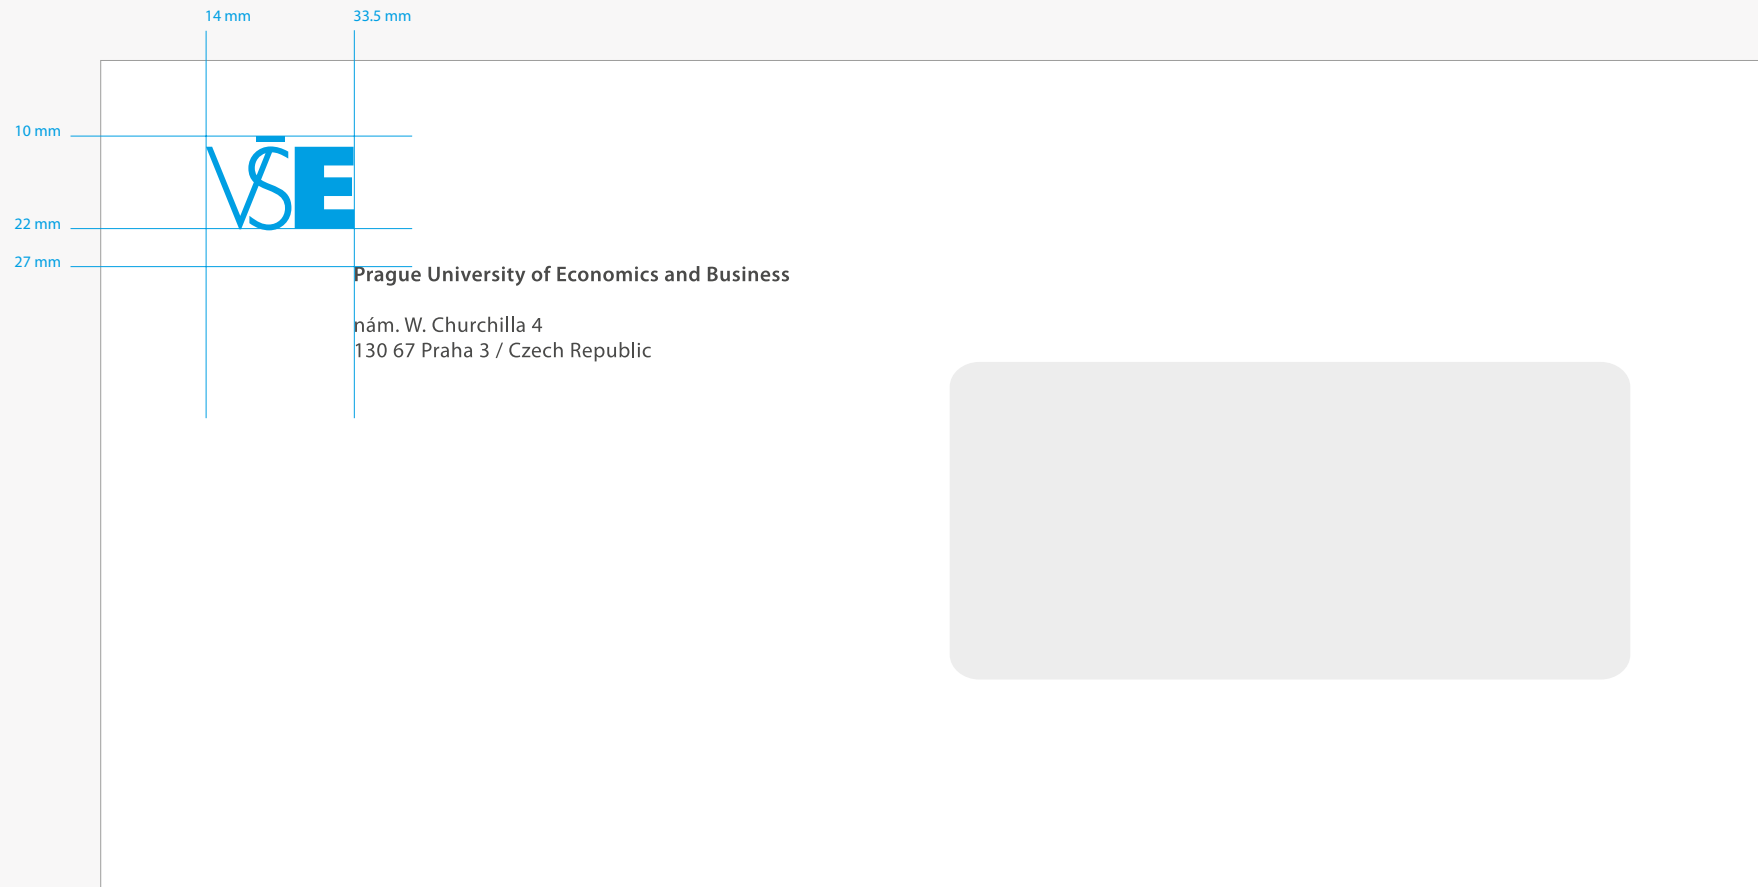 14 mm
33.5 mm
10 mm
VŠE
22 mm
27 mm
Prague University of Economics and Business
nám. W. Churchilla 4
130 67 Praha 3 / Czech Republic